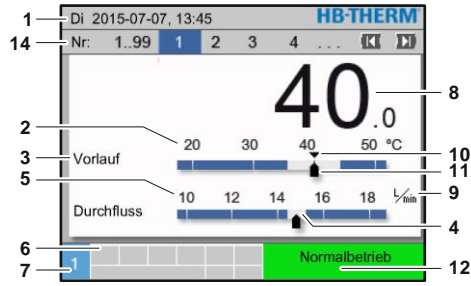 1 Di 2015-07-07, 13:45 HB-THERM
14 Nr: 1..99 1 2 3 4 ...
40.0 8
2 20 30 40 50 °C 10
3 Vorlauf 11
5 10 12 14 16 18 L/min 9
Durchfluss 4
6 Normalbetrieb
7 1 12